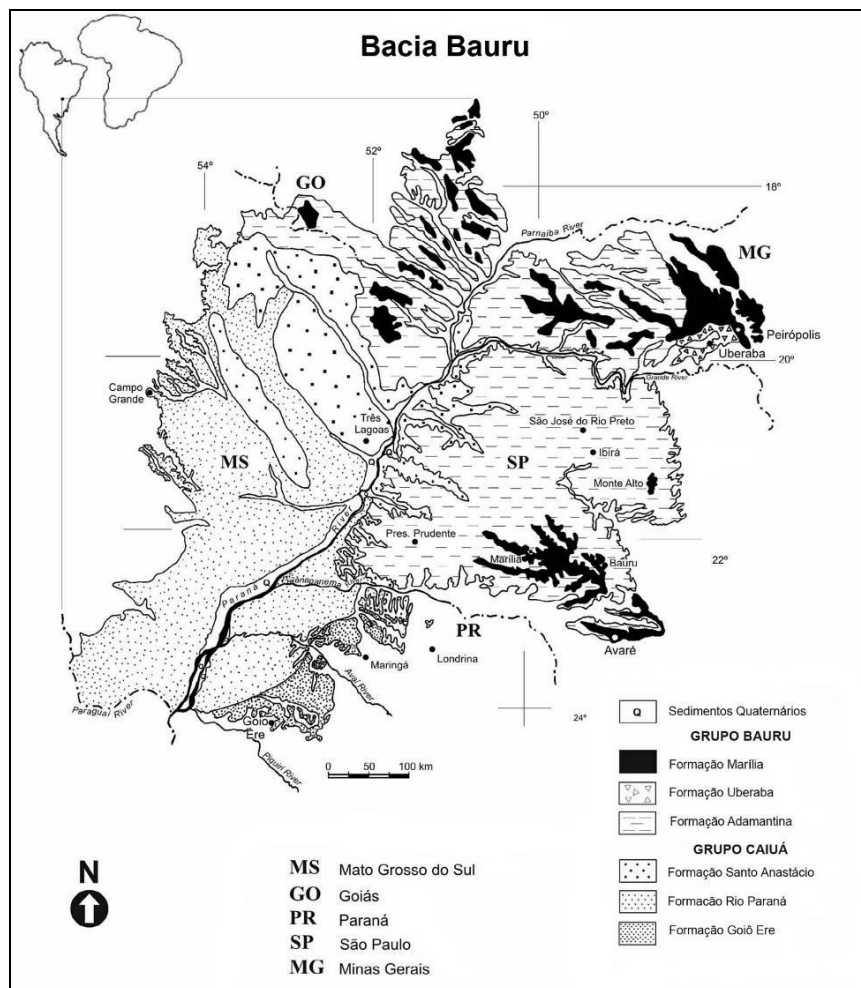 Bacia Bauru
50º
54º
52º
GO
18º
Parnaíba River
MG
Peirópolis
Uberaba
20º
Grande River
Campo
Grande
Três
Lagoas
São José do Rio Preto
Ibirá
MS
SP
Monte Alto
Q
Pres. Prudente
Marília
Bauru
22º
Paraná Q River
Paranapanema River
PR
Avaré
Maringá
Londrina
Ivaí River
Paraguai River
Goio
Ere
24º
Piquiri River
0 50 100 km
Q Sedimentos Quaternários
GRUPO BAURU
Formação Marília
Formação Uberaba
Formação Adamantina
GRUPO CAIUÁ
Formação Santo Anastácio
Formacão Rio Paraná
Formação Goiô Ere
N
MS Mato Grosso do Sul
GO Goiás
PR Paraná
SP São Paulo
MG Minas Gerais